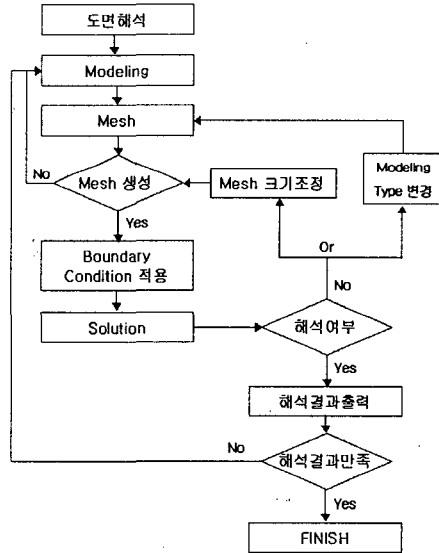 도면해석
Modeling
Mesh
No
Mesh 생성
Mesh 크기조정
Modeling
Type 변경
Yes
Or
Boundary
Condition 적용
No
Solution
해석여부
Yes
해석결과출력
No
해석결과만족
Yes
FINISH